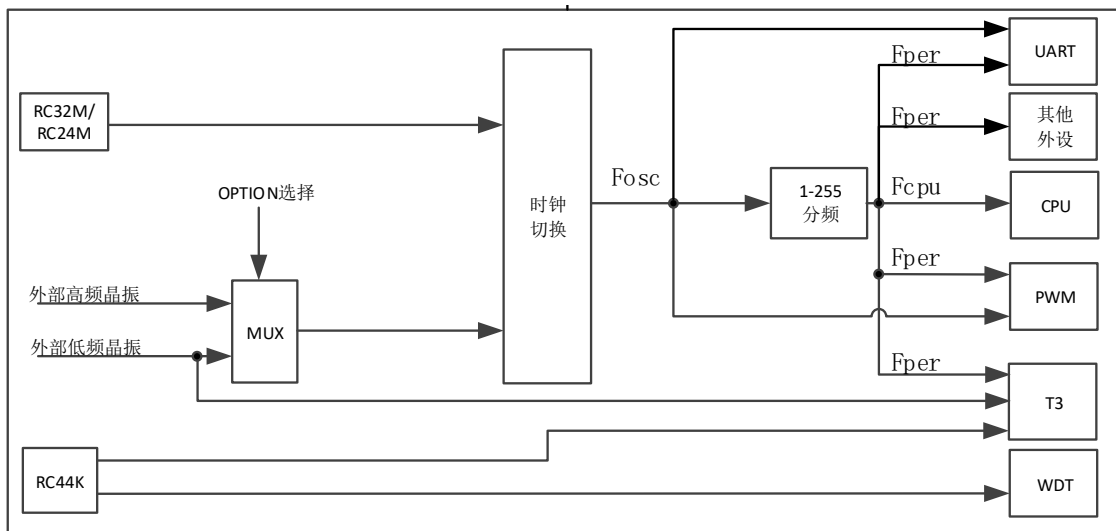 UART
Fper
RC32M/
RC24M
Fper
其他
外设
OPTION选择
Fosc
1-255
分频
Fcpu
CPU
时钟
切换
Fper
外部高频晶振
PWM
MUX
外部低频晶振
Fper
T3
RC44K
WDT